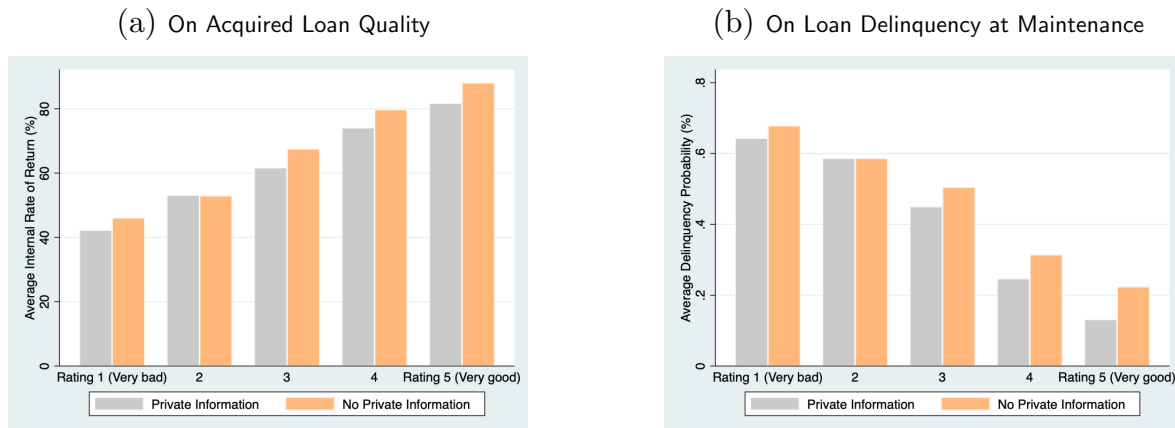 (a) On Acquired Loan Quality
Average Internal Rate of Return (%)
80
60
40
20
0
Rating 1 (Very bad) 2 3 4 Rating 5 (Very good)
Private Information No Private Information
(b) On Loan Delinquency at Maintenance
Average Delinquency Probability (%)
.8
.6
.4
.2
0
Rating 1 (Very bad) 2 3 4 Rating 5 (Very good)
Private Information No Private Information